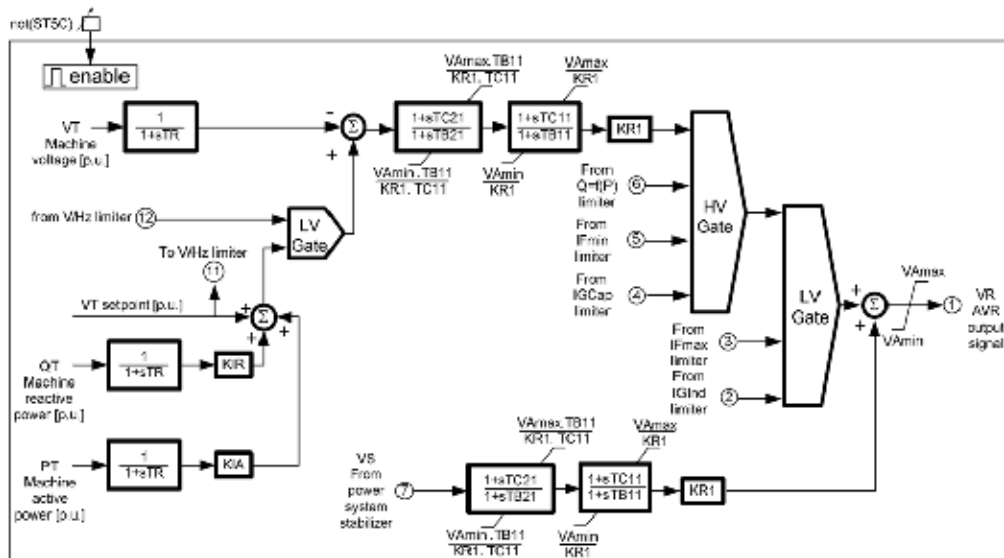 not(ST5C)
enable
VT
Machine
voltage [p.u.]
1
1+sTR
-
+
Σ
VAmax.TB11
KR1. TC11
1+sTC21
1+sTB21
VAmin .TB11
KR1. TC11
VAmax
KR1
1+sTC11
1+sTB11
VAmin
KR1
KR1
from V/Hz limiter
12
LV
Gate
To V/Hz limiter
11
VT setpoint [p.u.]
+
Σ
+
+
QT
Machine
reactive
power [p.u.]
1
1+sTR
KIR
PT
Machine
active
power [p.u.]
1
1+sTR
KIA
From
Q=f(P)
limiter
6
From
IFmin
limiter
5
From
IGCap
limiter
4
HV
Gate
From
IFmax
limiter
3
From
IGInd
limiter
2
LV
Gate
+
Σ
+
VAmax
VAmin
1
VR
AVR
output
signal
VS
From
power
system
stabilizer
7
VAmax.TB11
KR1. TC11
1+sTC21
1+sTB21
VAmin .TB11
KR1. TC11
VAmax
KR1
1+sTC11
1+sTB11
VAmin
KR1
KR1